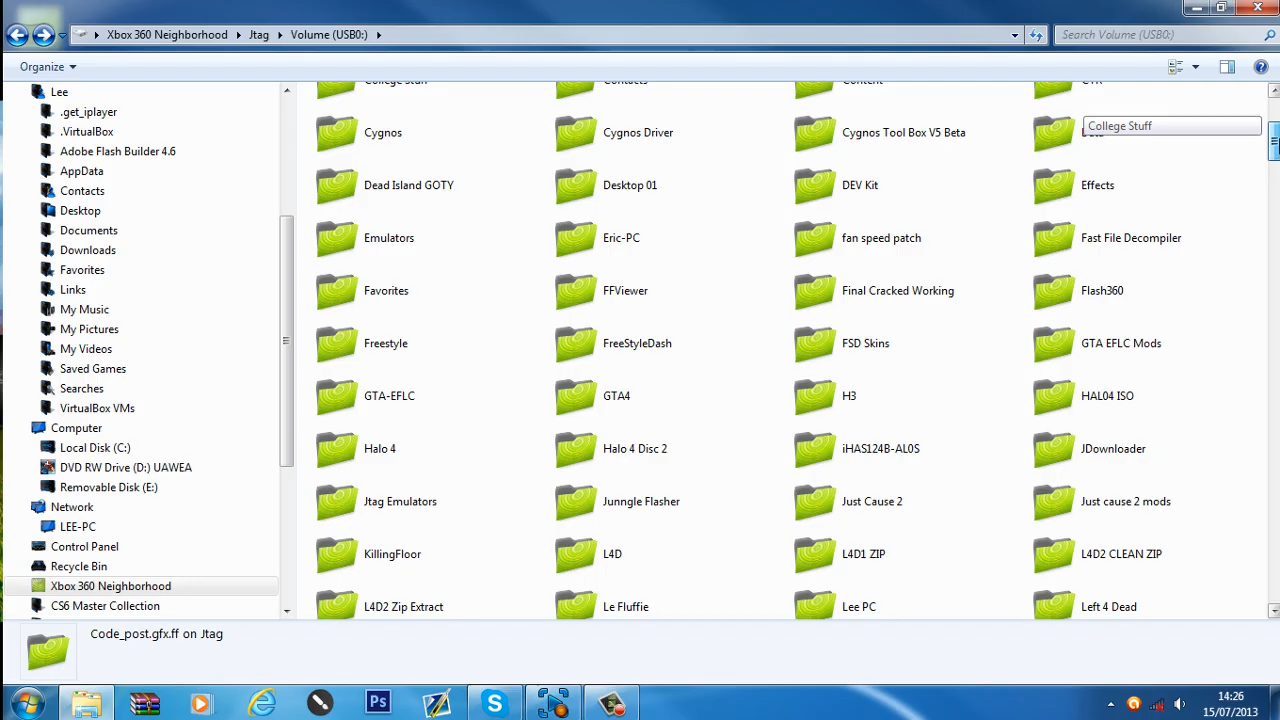 Xbox 360 Neighborhood Jtag Volume (USB0:)
Search Volume (USB0:)
Organize
Lee
.get_iplayer
.VirtualBox
Adobe Flash Builder 4.6
AppData
Contacts
Desktop
Documents
Downloads
Favorites
Links
My Music
My Pictures
My Videos
Saved Games
Searches
VirtualBox VMs
Computer
Local Disk (C:)
DVD RW Drive (D:) UAWEA
Removable Disk (E:)
Network
LEE-PC
Control Panel
Recycle Bin
Xbox 360 Neighborhood
CS6 Master Collection
College Stuff Contacts Content
College Stuff
Cygnos Cygnos Driver Cygnos Tool Box V5 Beta
Dead Island GOTY Desktop 01 DEV Kit Effects
Emulators Eric-PC fan speed patch Fast File Decompiler
Favorites FFViewer Final Cracked Working Flash360
Freestyle FreeStyleDash FSD Skins GTA EFLC Mods
GTA-EFLC GTA4 H3 HAL04 ISO
Halo 4 Halo 4 Disc 2 iHAS124B-AL0S JDownloader
Jtag Emulators Junngle Flasher Just Cause 2 Just cause 2 mods
KillingFloor L4D L4D1 ZIP L4D2 CLEAN ZIP
L4D2 Zip Extract Le Fluffie Lee PC Left 4 Dead
Code_post.gfx.ff on Jtag
14:26
15/07/2013